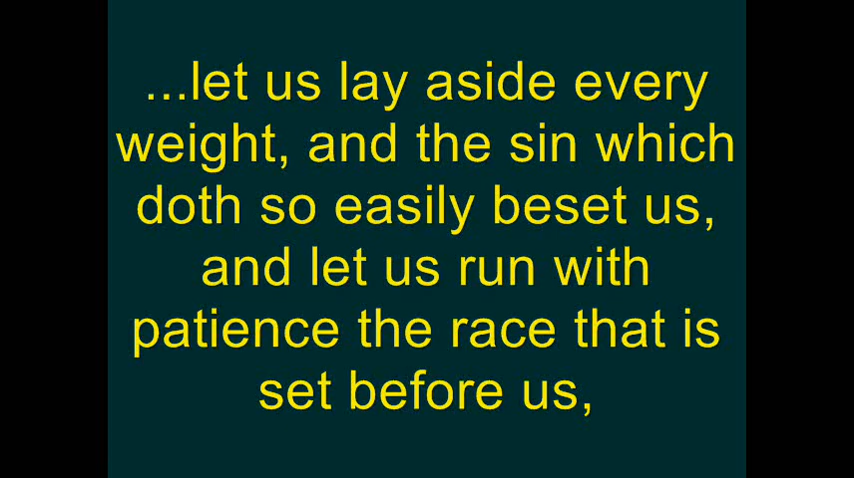 ...let us lay aside every
weight, and the sin which
doth so easily beset us,
and let us run with
patience the race that is
set before us,